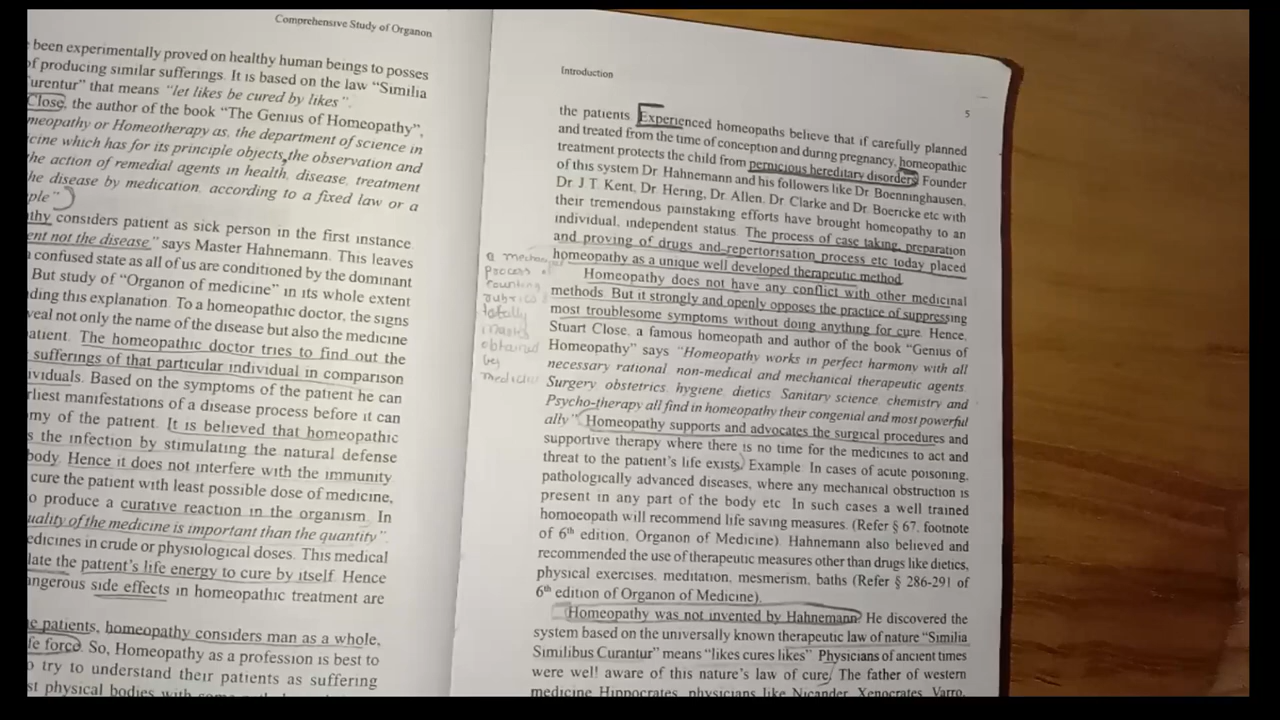 Comprehensive Study of Organon
been experimentally proved on healthy human beings to posses
of producing similar sufferings. It is based on the law “Similia
urentur” that means “let likes be cured by likes”.
Close, the author of the book “The Genius of Homeopathy”,
meopathy or Homeotherapy as, the department of science in
icine which has for its principle objects, the observation and
the action of remedial agents in health, disease, treatment
he disease by medication, according to a fixed law or a
ple”
thy considers patient as sick person in the first instance
ent not the disease” says Master Hahnemann. This leaves
confused state as all of us are conditioned by the dominant
But study of “Organon of medicine” in its whole extent
ding this explanation. To a homeopathic doctor, the signs
veal not only the name of the disease but also the medicine
atient. The homeopathic doctor tries to find out the
sufferings of that particular individual in comparison
ividuals. Based on the symptoms of the patient he can
rliest manifestations of a disease process before it can
omy of the patient. It is believed that homeopathic
s the infection by stimulating the natural defense
body. Hence it does not interfere with the immunity
cure the patient with least possible dose of medicine,
o produce a curative reaction in the organism. In
uality of the medicine is important than the quantity”.
edicines in crude or physiological doses. This medical
late the patient’s life energy to cure by itself. Hence
angerous side effects in homeopathic treatment are
e patients, homeopathy considers man as a whole,
fe force. So, Homeopathy as a profession is best to
o try to understand their patients as suffering
st physical bodies with
Introduction
5
the patients. Experienced homeopaths believe that if carefully planned
and treated from the time of conception and during pregnancy, homeopathic
treatment protects the child from pernicious hereditary disorders. Founder
of this system Dr Hahnemann and his followers like Dr Boenninghausen,
Dr. J T. Kent, Dr Hering, Dr. Allen, Dr Clarke and Dr. Boericke etc with
their tremendous painstaking efforts have brought homeopathy to an
individual, independent status. The process of case taking, preparation
and proving of drugs and repertorisation process etc today placed
homeopathy as a unique well developed therapeutic method.
a mechanical
process of
counting
rubrics
totally
obtained
by
Homeopathy does not have any conflict with other medicinal
methods. But it strongly and openly opposes the practice of suppressing
most troublesome symptoms without doing anything for cure. Hence,
Stuart Close, a famous homeopath and author of the book “Genius of
Homeopathy” says “Homeopathy works in perfect harmony with all
necessary rational non-medical and mechanical therapeutic agents.
Surgery obstetrics, hygiene, dietics, Sanitary science, chemistry and
Psycho-therapy all find in homeopathy their congenial and most powerful
ally” Homeopathy supports and advocates the surgical procedures and
supportive therapy where there is no time for the medicines to act and
threat to the patient’s life exists. Example. In cases of acute poisoning,
pathologically advanced diseases, where any mechanical obstruction is
present in any part of the body etc In such cases a well trained
homoeopath will recommend life saving measures. (Refer § 67, footnote
of 6th edition, Organon of Medicine). Hahnemann also believed and
recommended the use of therapeutic measures other than drugs like dietics,
physical exercises, meditation, mesmerism, baths (Refer § 286-291 of
6th edition of Organon of Medicine).
Homeopathy was not invented by Hahnemann. He discovered the
system based on the universally known therapeutic law of nature “Similia
Similibus Curantur” means “likes cures likes” Physicians of ancient times
were well aware of this nature’s law of cure. The father of western
medicine Hippocrates, physicians like Nicander, Xenocrates, Varro,